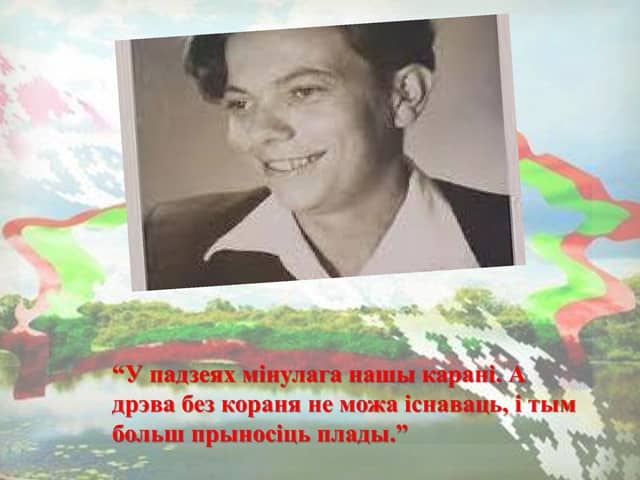 “У падзеях мінулага нашы карані. А
дрэва без кораня не можа існаваць, і тым
больш прыносіць плады.”